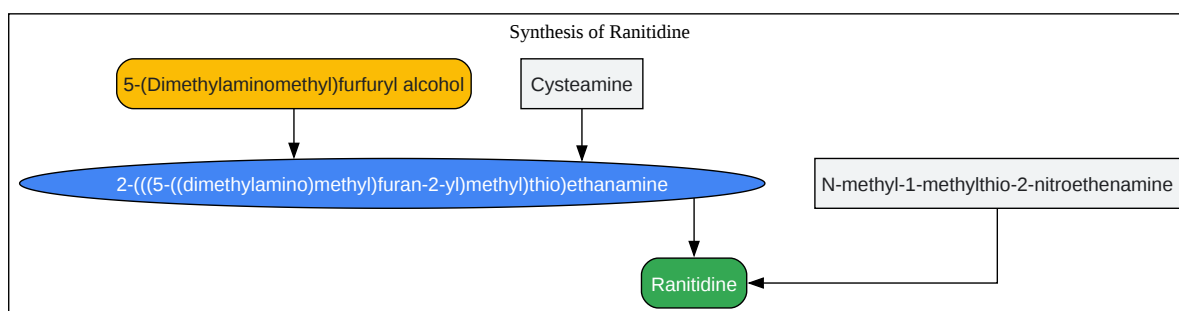 Synthesis of Ranitidine
5-(Dimethylaminomethyl)furfuryl alcohol
Cysteamine
2-(((5-((dimethylamino)methyl)furan-2-yl)methyl)thio)ethanamine
N-methyl-1-methylthio-2-nitroethenamine
Ranitidine